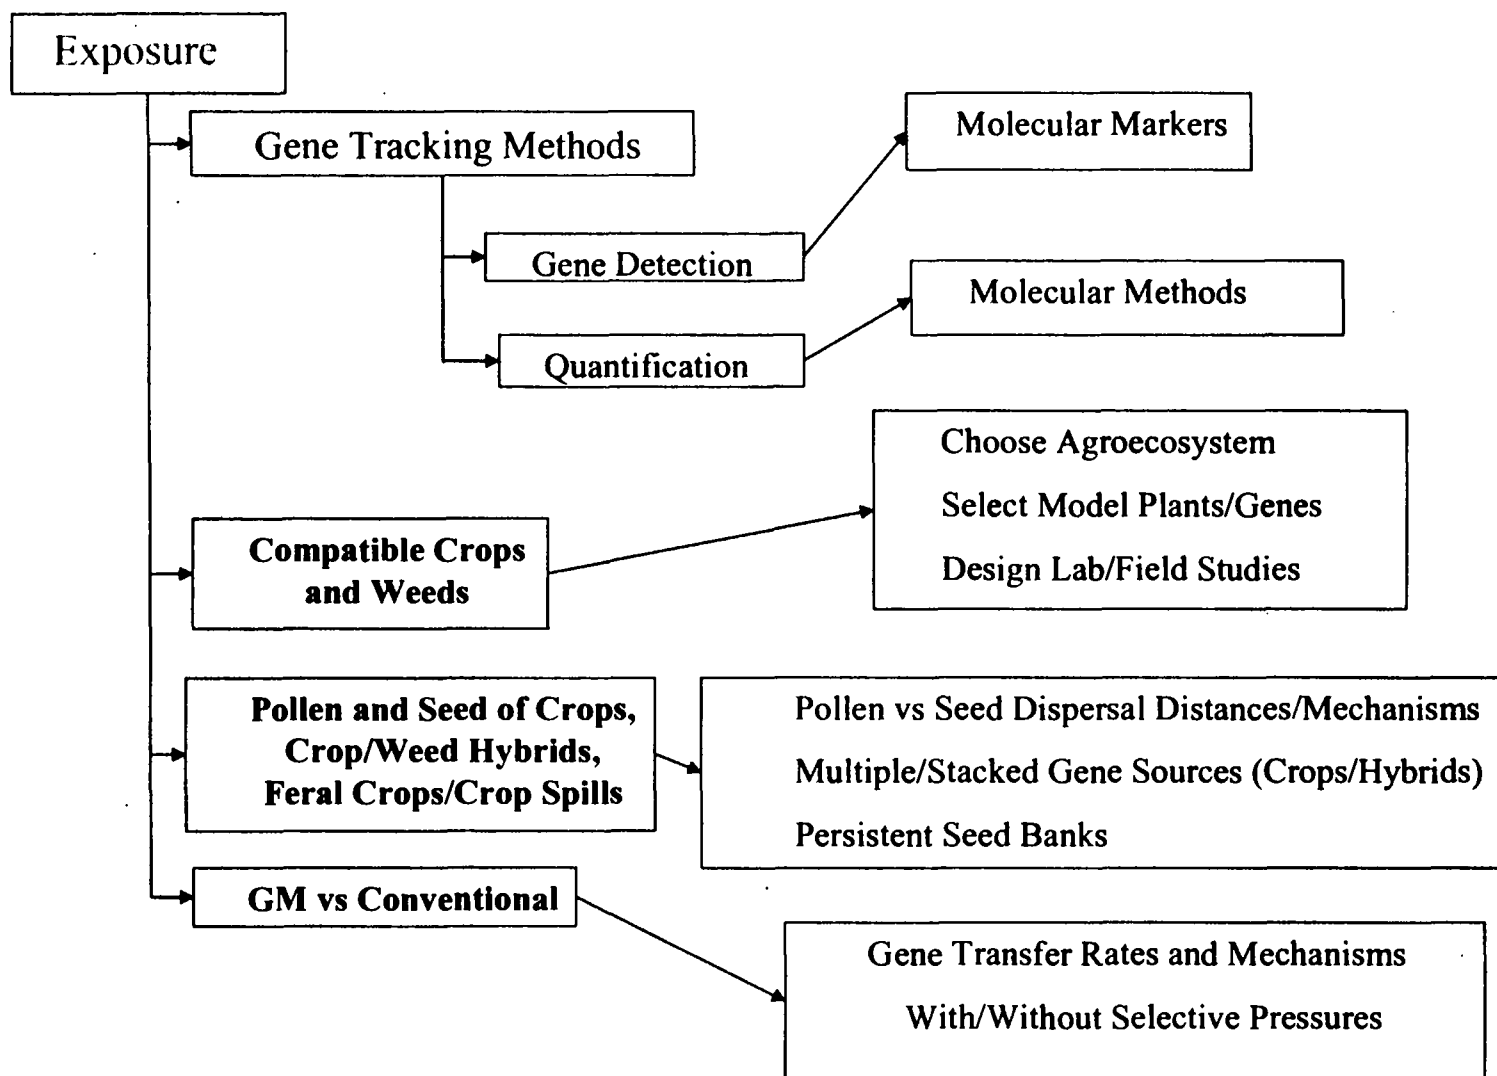 Exposure
Gene Tracking Methods
Molecular Markers
Gene Detection
Molecular Methods
Quantification
Choose Agroecosystem
Select Model Plants/Genes
Design Lab/Field Studies
Compatible Crops
and Weeds
Pollen and Seed of Crops,
Crop/Weed Hybrids,
Feral Crops/Crop Spills
Pollen vs Seed Dispersal Distances/Mechanisms
Multiple/Stacked Gene Sources (Crops/Hybrids)
Persistent Seed Banks
GM vs Conventional
Gene Transfer Rates and Mechanisms
With/Without Selective Pressures